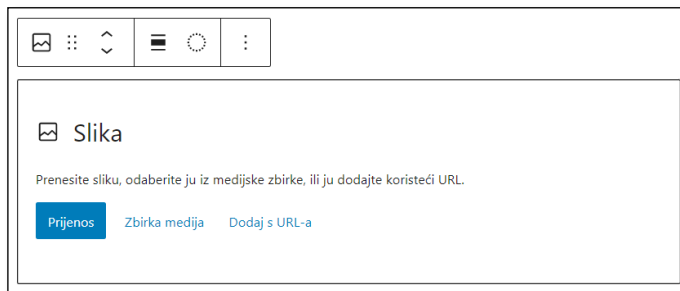 Slika
Prenesite sliku, odaberite ju iz medijske zbirke, ili ju dodajte koristeći URL.
Prijenos Zbirka medija Dodaj s URL-a